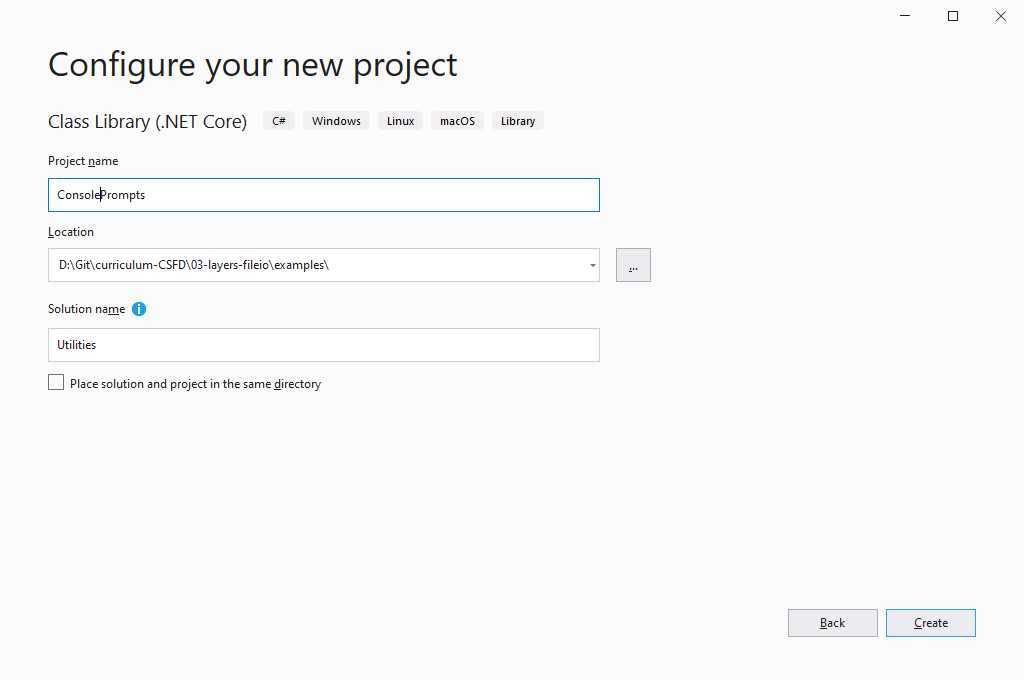 Configure your new project
Class Library (.NET Core) C# Windows Linux macOS Library
Project name
ConsolePrompts
Location
D:\Git\curriculum-CSFD\03-layers-fileio\examples\
...
Solution name
Utilities
Place solution and project in the same directory
Back Create